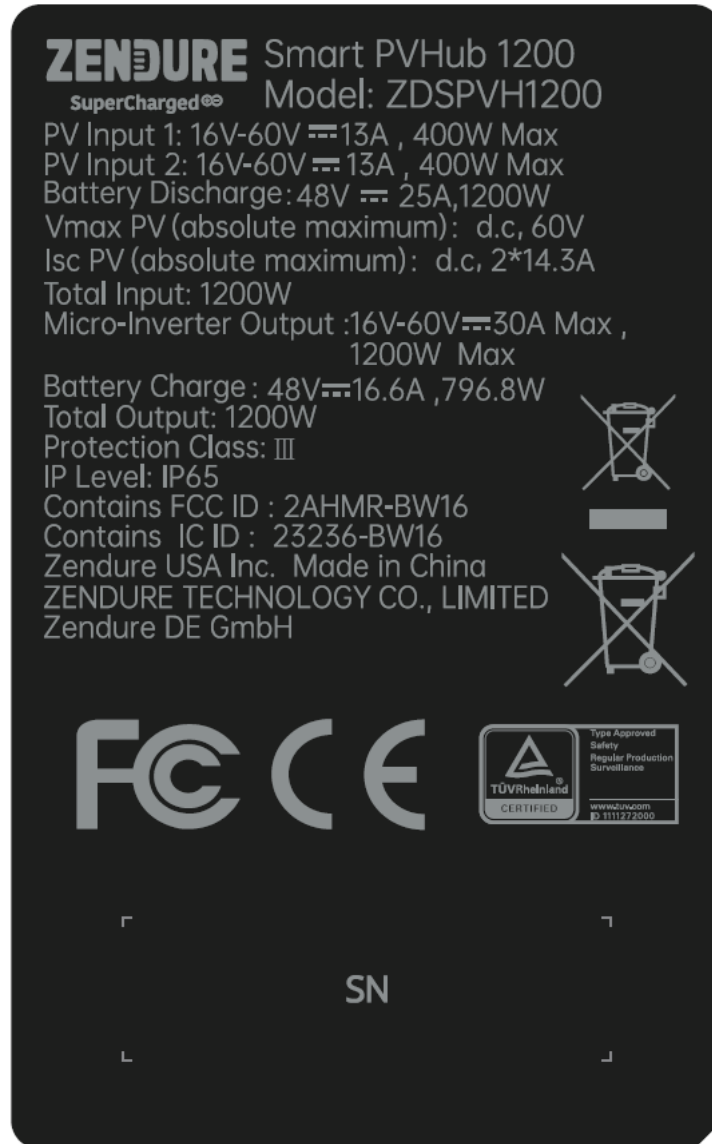 ZENDURE
SuperCharged
Smart PVHub 1200
Model: ZDSPVH1200
PV Input 1: 16V-60V ⎓ 13A , 400W Max
PV Input 2: 16V-60V ⎓ 13A , 400W Max
Battery Discharge : 48V ⎓ 25A,1200W
Vmax PV (absolute maximum) : d.c, 60V
Isc PV (absolute maximum) : d.c, 2*14.3A
Total Input: 1200W
Micro-Inverter Output :16V-60V⎓30A Max ,
1200W Max
Battery Charge : 48V⎓16.6A ,796.8W
Total Output: 1200W
Protection Class: Ⅲ
IP Level: IP65
Contains FCC ID : 2AHMR-BW16
Contains IC ID : 23236-BW16
Zendure USA Inc. Made in China
ZENDURE TECHNOLOGY CO., LIMITED
Zendure DE GmbH
FC CE
TÜVRheinland®
CERTIFIED
Type Approved
Safety
Regular Production
Surveillance
www.tuv.com
ID 1111272000
SN